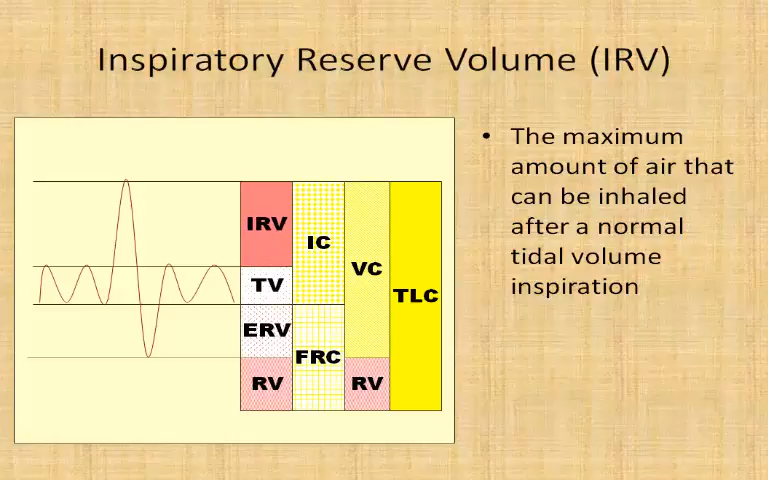 Inspiratory Reserve Volume (IRV)
IRV
IC
VC
TV
TLC
ERV
FRC
RV
RV
• The maximum
amount of air that
can be inhaled
after a normal
tidal volume
inspiration